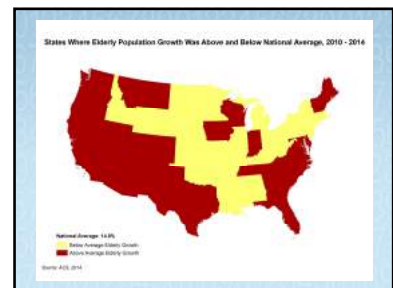 States Where Elderly Population Growth Was Above and Below National Average, 2010 - 2014
National Average: 14.0%
Below Average Elderly Growth
Above Average Elderly Growth
Source: ACS, 2014